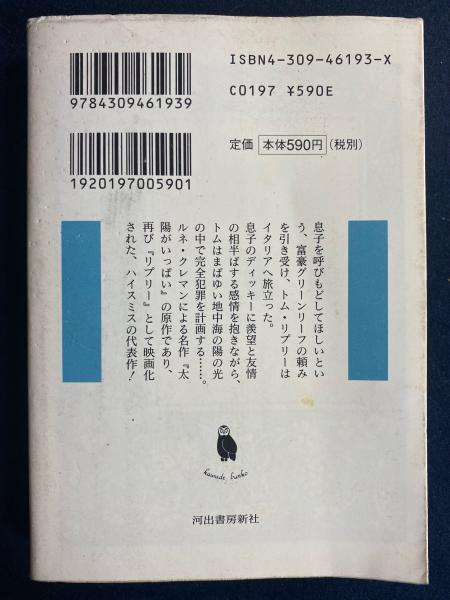 ISBN4-309-46193-X
9784309461939
C0197 ¥590E
定価 本体590円 (税別)
1920197005901
息子を呼びもどしてほしいとい
う、富豪グリーンリーフの頼み
を引き受け、トム・リプリーは
イタリアへ旅立った。
息子のディッキーに羨望と友情
の相半ばする感情を抱きながら、
トムはまばゆい地中海の陽の光
の中で完全犯罪を計画する……。
ルネ・クレマンによる名作『太
陽がいっぱい』の原作であり、
再び『リプリー』として映画化
された、ハイスミスの代表作!
kawade bunko
河出書房新社